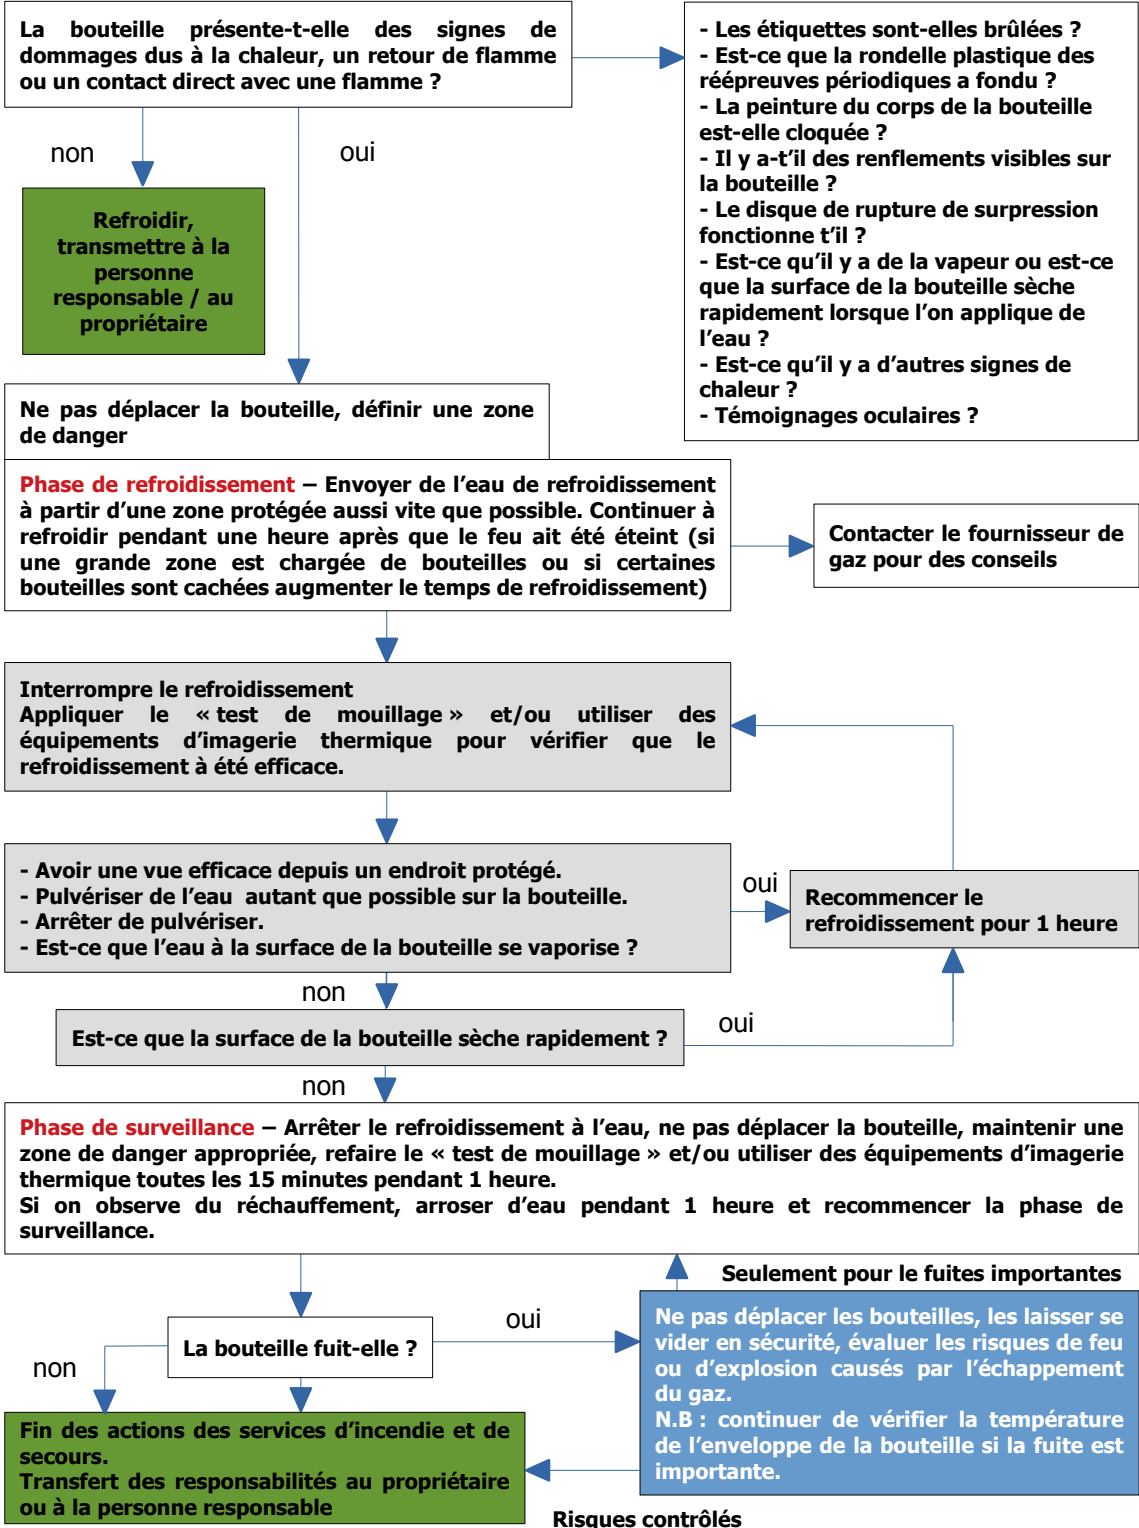 La bouteille présente-t-elle des signes de
dommages dus à la chaleur, un retour de flamme
ou un contact direct avec une flamme ?
- Les étiquettes sont-elles brûlées ?
- Est-ce que la rondelle plastique des
réépreuves périodiques a fondu ?
- La peinture du corps de la bouteille
est-elle cloquée ?
- Il y a-t'il des renflements visibles sur
la bouteille ?
- Le disque de rupture de surpression
fonctionne t'il ?
- Est-ce qu'il y a de la vapeur ou est-ce
que la surface de la bouteille sèche
rapidement lorsque l'on applique de
l'eau ?
- Est-ce qu'il y a d'autres signes de
chaleur ?
- Témoignages oculaires ?
non
oui
Refroidir,
transmettre à la
personne
responsable / au
propriétaire
Ne pas déplacer la bouteille, définir une zone
de danger
Phase de refroidissement – Envoyer de l'eau de refroidissement
à partir d'une zone protégée aussi vite que possible. Continuer à
refroidir pendant une heure après que le feu ait été éteint (si
une grande zone est chargée de bouteilles ou si certaines
bouteilles sont cachées augmenter le temps de refroidissement)
Contacter le fournisseur de
gaz pour des conseils
Interrompre le refroidissement
Appliquer le « test de mouillage » et/ou utiliser des
équipements d'imagerie thermique pour vérifier que le
refroidissement à été efficace.
- Avoir une vue efficace depuis un endroit protégé.
- Pulvériser de l'eau autant que possible sur la bouteille.
- Arrêter de pulvériser.
- Est-ce que l'eau à la surface de la bouteille se vaporise ?
oui
Recommencer le
refroidissement pour 1 heure
non
Est-ce que la surface de la bouteille sèche rapidement ?
oui
non
Phase de surveillance – Arrêter le refroidissement à l'eau, ne pas déplacer la bouteille, maintenir une
zone de danger appropriée, refaire le « test de mouillage » et/ou utiliser des équipements d'imagerie
thermique toutes les 15 minutes pendant 1 heure.
Si on observe du réchauffement, arroser d'eau pendant 1 heure et recommencer la phase de
surveillance.
Seulement pour le fuites importantes
La bouteille fuit-elle ?
oui
non
Ne pas déplacer les bouteilles, les laisser se
vider en sécurité, évaluer les risques de feu
ou d'explosion causés par l'échappement
du gaz.
N.B : continuer de vérifier la température
de l'enveloppe de la bouteille si la fuite est
importante.
Fin des actions des services d'incendie et de
secours.
Transfert des responsabilités au propriétaire
ou à la personne responsable
Risques contrôlés